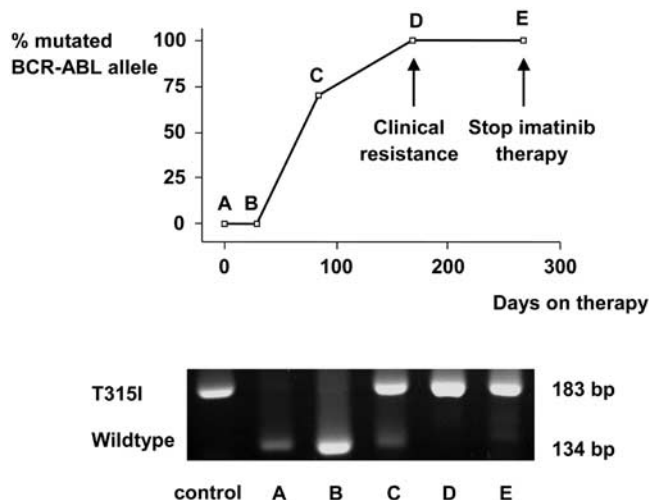 % mutated
BCR-ABL allele
100
75
50
25
0
A
B
C
D
E
Clinical
resistance
Stop imatinib
therapy
0
100
200
300
Days on therapy
T315I
183 bp
Wildtype
134 bp
control A B C D E